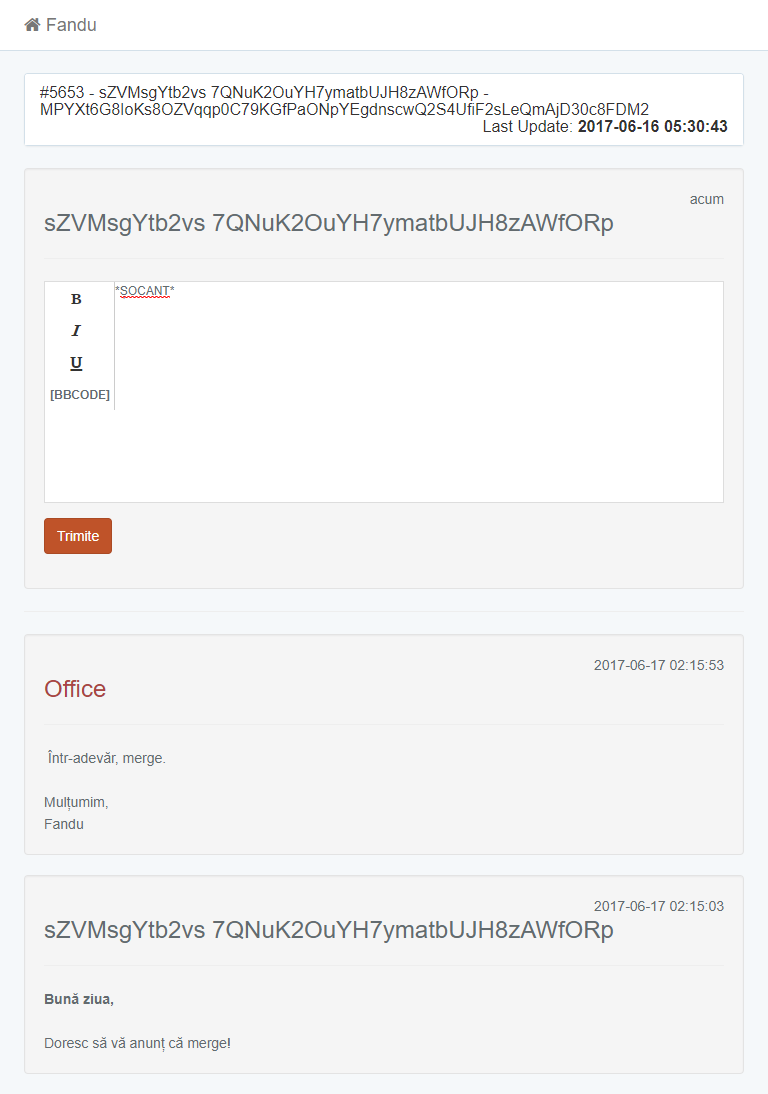 Fandu
#5653 - sZVMsgYtb2vs 7QNuK2OuYH7ymatbUJH8zAWfORp -
MPYXt6G8IoKs8OZVqqp0C79KGfPaONpYEgdnscwQ2S4UfiF2sLeQmAjD30c8FDM2
Last Update: 2017-06-16 05:30:43
acum
sZVMsgYtb2vs 7QNuK2OuYH7ymatbUJH8zAWfORp
B
I
U
[BBCODE]
*SOCANT*
Trimite
2017-06-17 02:15:53
Office
Într-adevăr, merge.
Mulțumim,
Fandu
2017-06-17 02:15:03
sZVMsgYtb2vs 7QNuK2OuYH7ymatbUJH8zAWfORp
Bună ziua,
Doresc să vă anunț că merge!